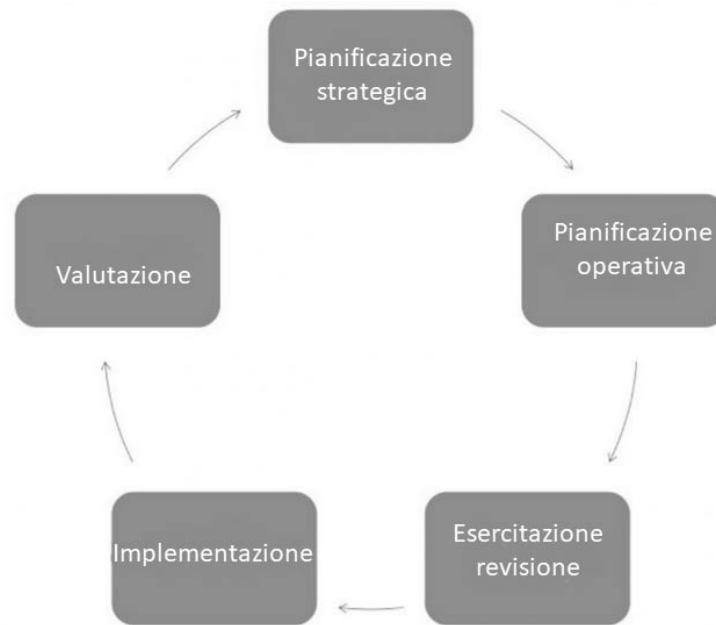 Pianificazione
strategica
Pianificazione
operativa
Esercitazione
revisione
Implementazione
Valutazione